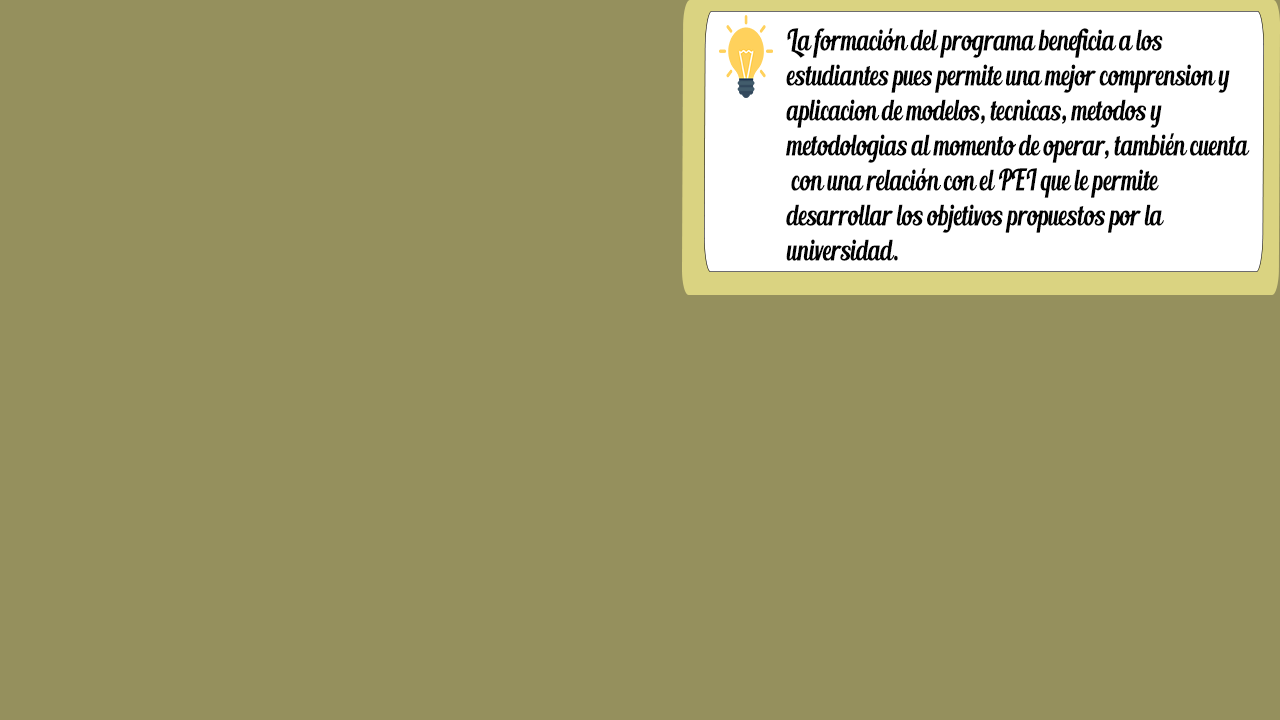 La formación del programa beneficia a los
estudiantes pues permite una mejor comprension y
aplicacion de modelos, tecnicas, metodos y
metodologias al momento de operar, también cuenta
con una relación con el PEI que le permite
desarrollar los objetivos propuestos por la
universidad.